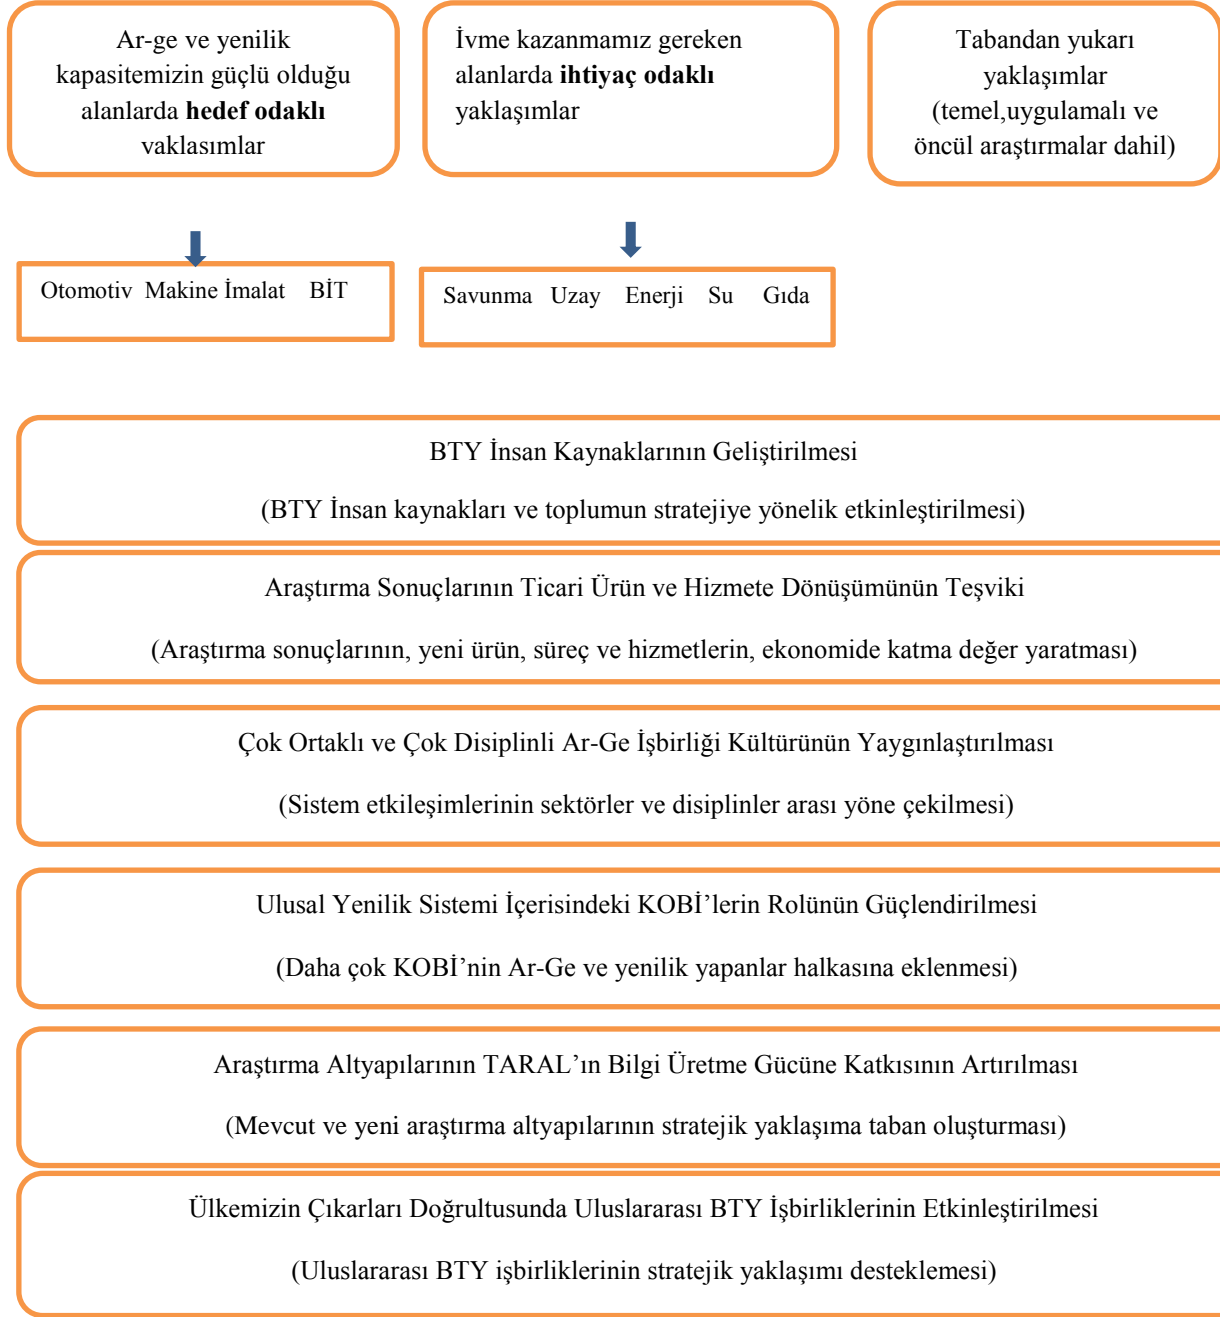 Ar-ge ve yenilik
kapasitemizin güçlü olduğu
alanlarda hedef odaklı
vaklasımlar
İvme kazanmamız gereken
alanlarda ihtiyaç odaklı
yaklaşımlar
Tabandan yukarı
yaklaşımlar
(temel,uygulamalı ve
öncül araştırmalar dahil)
Otomotiv Makine İmalat BİT
Savunma Uzay Enerji Su Gıda
BTY İnsan Kaynaklarının Geliştirilmesi
(BTY İnsan kaynakları ve toplumun stratejiye yönelik etkinleştirilmesi)
Araştırma Sonuçlarının Ticari Ürün ve Hizmete Dönüşümünün Teşviki
(Araştırma sonuçlarının, yeni ürün, süreç ve hizmetlerin, ekonomide katma değer yaratması)
Çok Ortaklı ve Çok Disiplinli Ar-Ge İşbirliği Kültürünün Yaygınlaştırılması
(Sistem etkileşimlerinin sektörler ve disiplinler arası yöne çekilmesi)
Ulusal Yenilik Sistemi İçerisindeki KOBİ’lerin Rolünün Güçlendirilmesi
(Daha çok KOBİ’nin Ar-Ge ve yenilik yapanlar halkasına eklenmesi)
Araştırma Altyapılarının TARAL’ın Bilgi Üretme Gücüne Katkısının Artırılması
(Mevcut ve yeni araştırma altyapılarının stratejik yaklaşıma taban oluşturması)
Ülkemizin Çıkarları Doğrultusunda Uluslararası BTY İşbirliklerinin Etkinleştirilmesi
(Uluslararası BTY işbirliklerinin stratejik yaklaşımı desteklemesi)